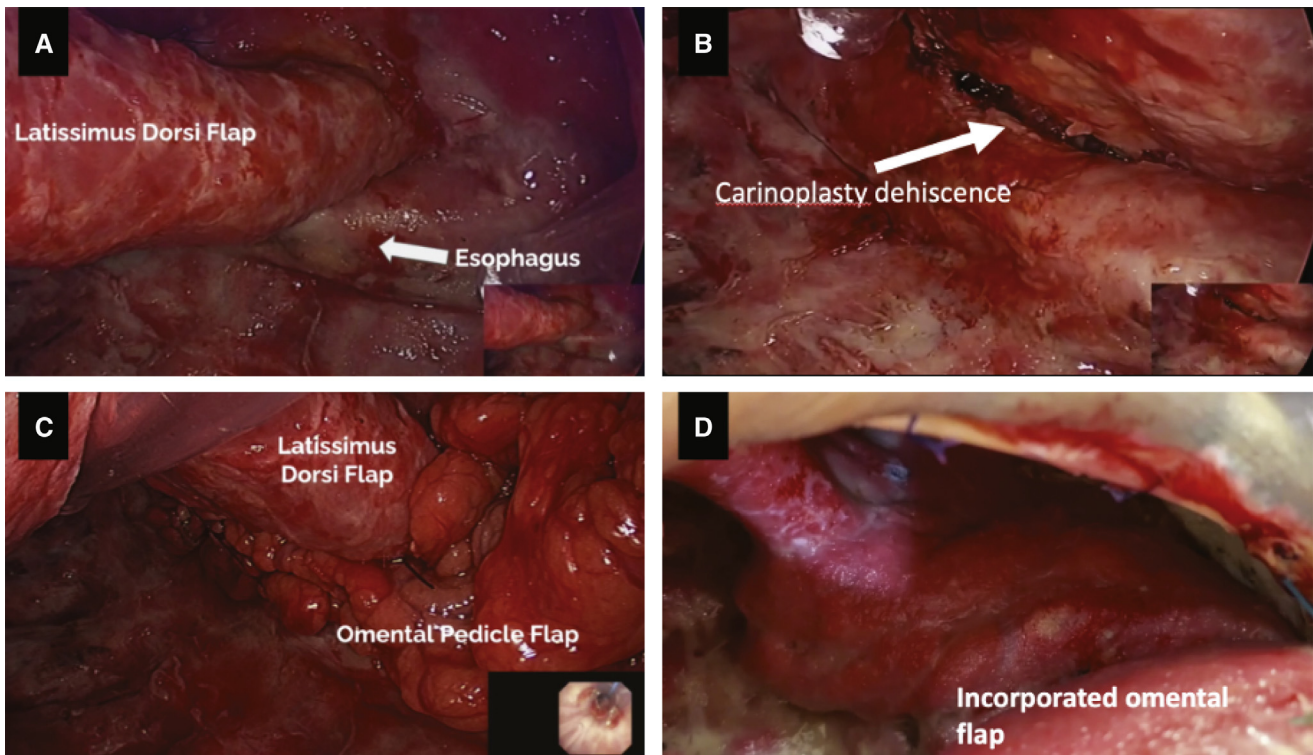 A
Latissimus Dorsi Flap
Esophagus
B
Carinoplasty dehiscence
C
Latissimus
Dorsi Flap
Omental Pedicle Flap
D
Incorporated omental
flap